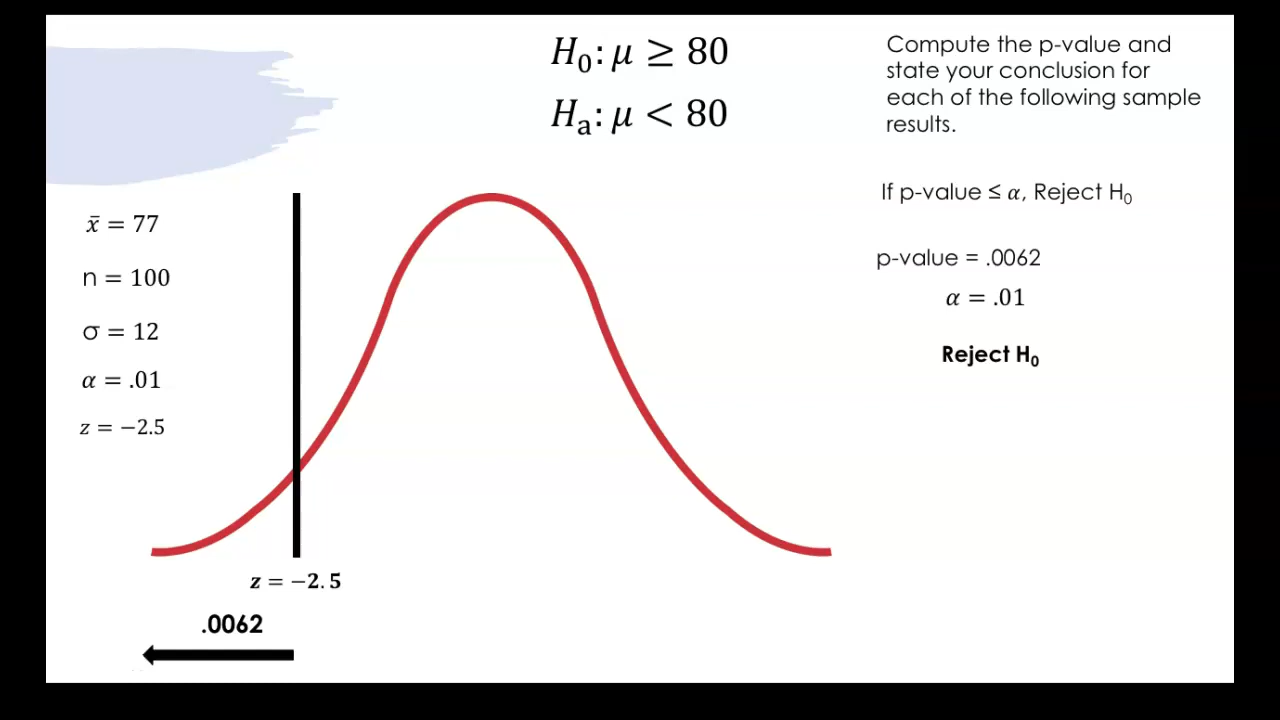 H₀: μ ≥ 80
Hₐ: μ < 80
Compute the p-value and
state your conclusion for
each of the following sample
results.
If p-value ≤ α, Reject H₀
p-value = .0062
α = .01
Reject H₀
x̄ = 77
n = 100
σ = 12
α = .01
z = −2.5
z = −2.5
.0062